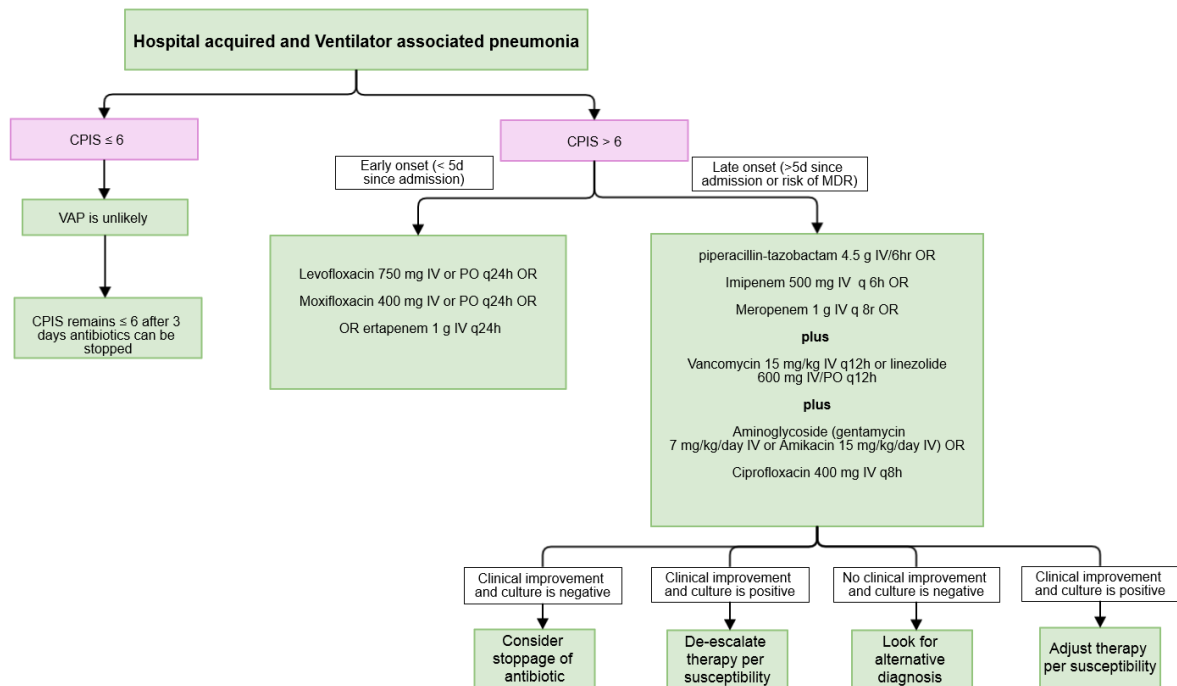 Hospital acquired and Ventilator associated pneumonia
CPIS ≤ 6
CPIS > 6
Early onset (< 5d
since admission)
Late onset (>5d since
admission or risk of MDR)
VAP is unlikely
CPIS remains ≤ 6 after 3
days antibiotics can be
stopped
Levofloxacin 750 mg IV or PO q24h OR
Moxifloxacin 400 mg IV or PO q24h OR
OR ertapenem 1 g IV q24h
piperacillin-tazobactam 4.5 g IV/6hr OR
Imipenem 500 mg IV q 6h OR
Meropenem 1 g IV q 8r OR
plus
Vancomycin 15 mg/kg IV q12h or linezolide
600 mg IV/PO q12h
plus
Aminoglycoside (gentamycin
7 mg/kg/day IV or Amikacin 15 mg/kg/day IV) OR
Ciprofloxacin 400 mg IV q8h
Clinical improvement
and culture is negative
Clinical improvement
and culture is positive
No clinical improvement
and culture is negative
Clinical improvement
and culture is positive
Consider
stoppage of
antibiotic
De-escalate
therapy per
susceptibility
Look for
alternative
diagnosis
Adjust therapy
per susceptibility